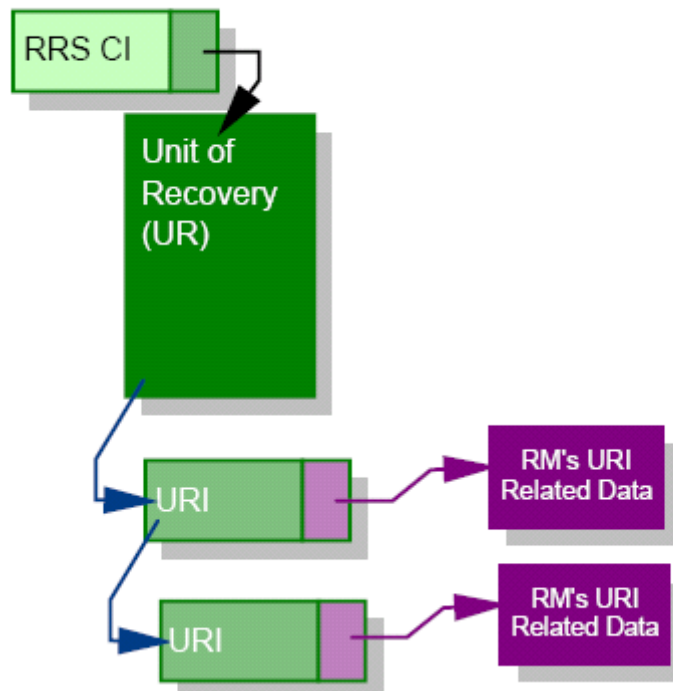 RRS CI
Unit of
Recovery
(UR)
URI
RM's URI
Related Data
URI
RM's URI
Related Data